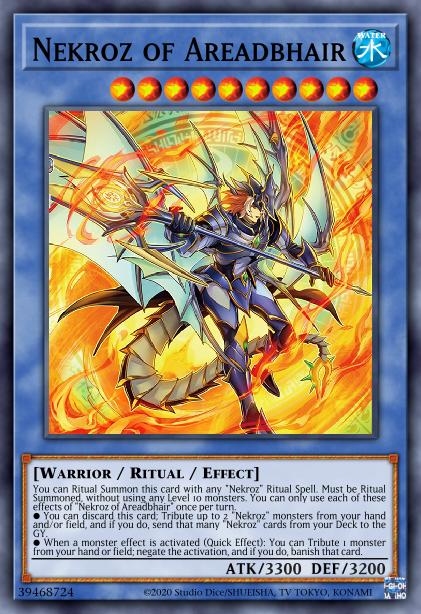 NEKROZ OF AREADBHAIR
WATER
水
[WARRIOR / RITUAL / EFFECT]
You can Ritual Summon this card with any "Nekroz" Ritual Spell. Must be Ritual
Summoned, without using any Level 10 monsters. You can only use each of these
effects of "Nekroz of Areadbhair" once per turn.
● You can discard this card; Tribute up to 2 "Nekroz" monsters from your hand
and/or field, and if you do, send that many "Nekroz" cards from your Deck to the
GY.
● When a monster effect is activated (Quick Effect): You can Tribute 1 monster
from your hand or field; negate the activation, and if you do, banish that card.
ATK/3300 DEF/3200
39468724
©2020 Studio Dice/SHUEISHA, TV TOKYO, KONAMI